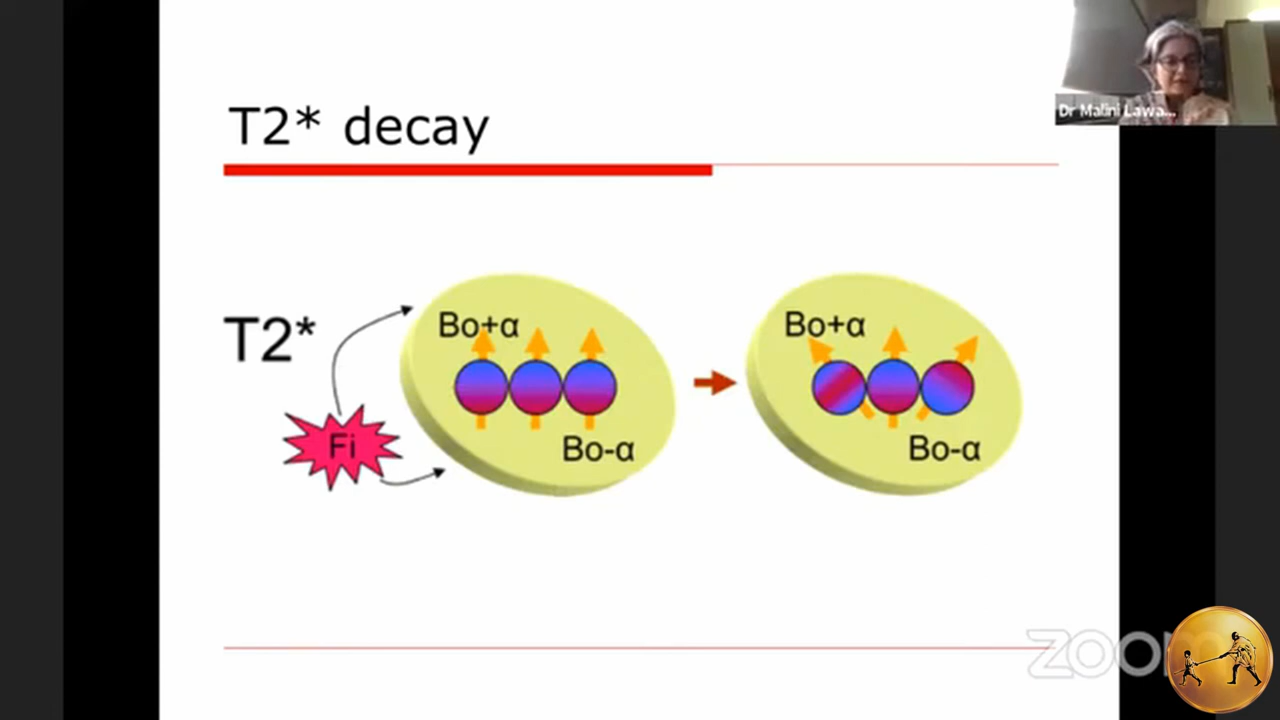 Dr Malini Lawa...
T2* decay
T2*
Bo+α
Bo+α
Fi
Bo-α
Bo-α
zoom